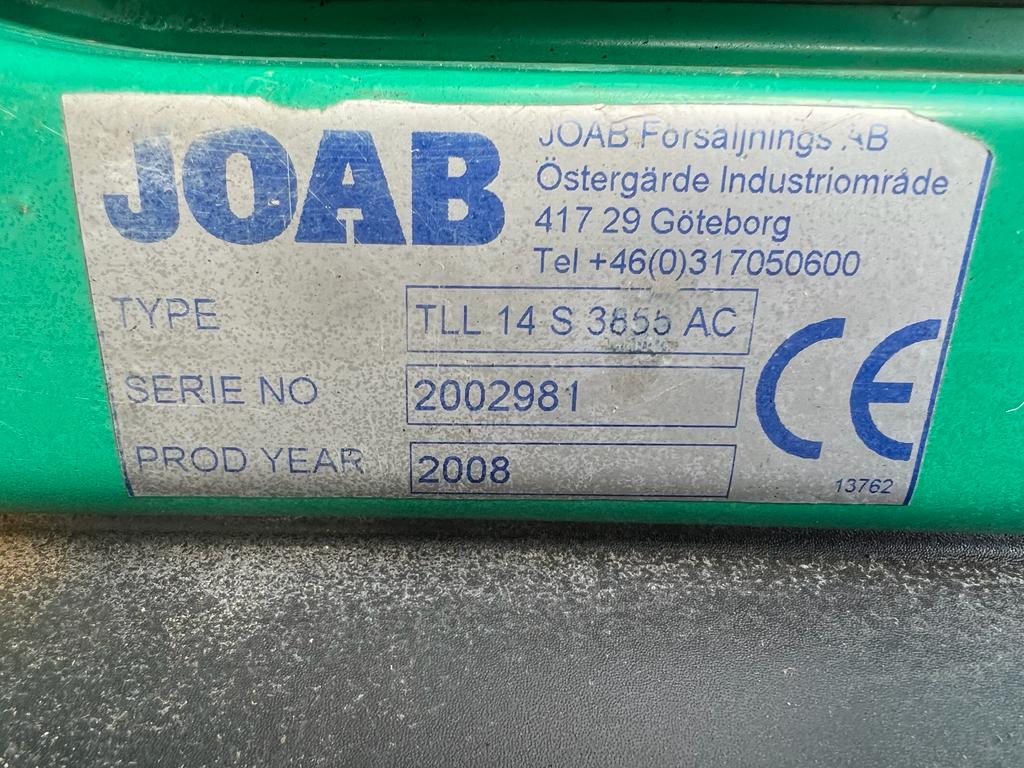 JOAB
JOAB Försäljnings AB
Östergärde Industriområde
417 29 Göteborg
Tel +46(0)317050600
TYPE TLL 14 S 3855 AC
SERIE NO 2002981
PROD YEAR 2008
CE
13762